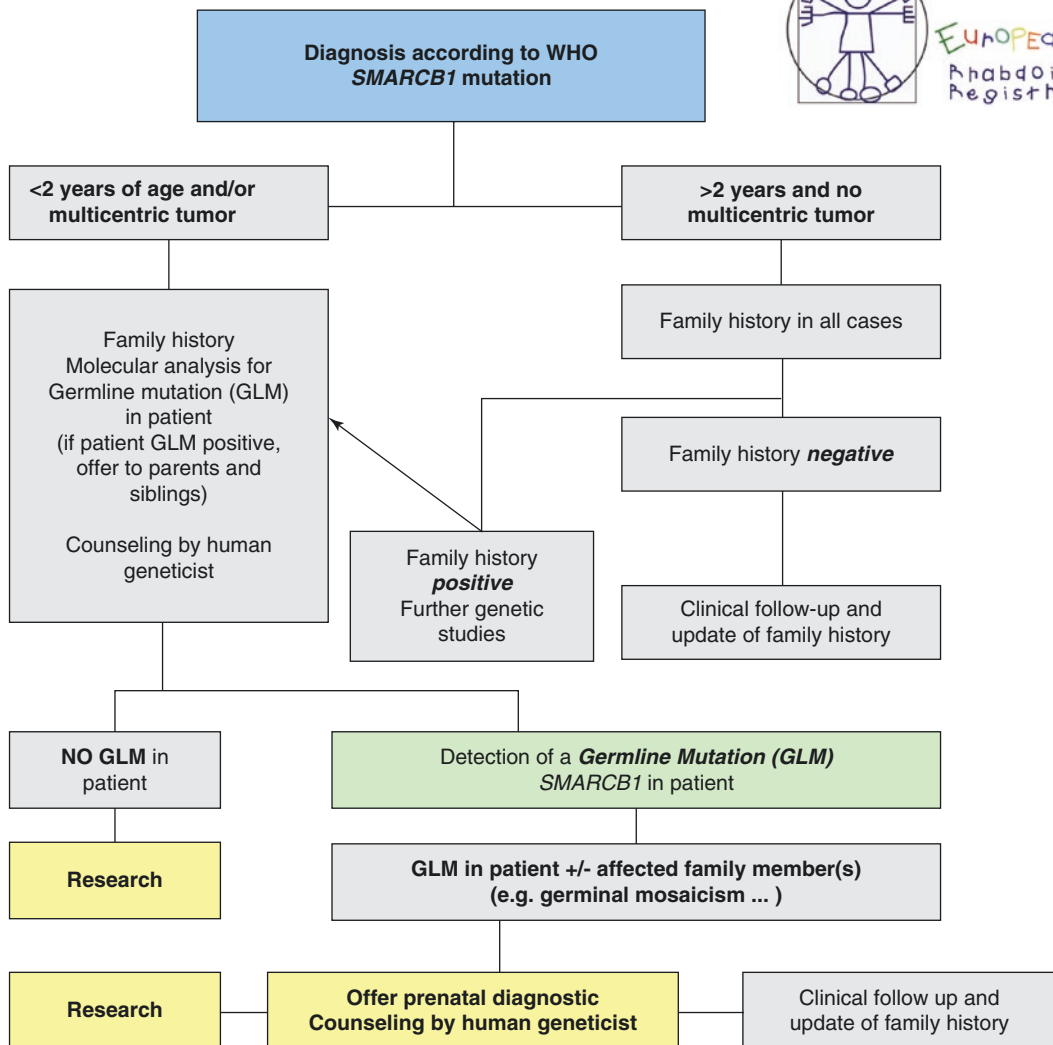 EUROPEA
Rhabdoi
Registr
Diagnosis according to WHO
SMARCB1 mutation
<2 years of age and/or
multicentric tumor
>2 years and no
multicentric tumor
Family history
Molecular analysis for
Germline mutation (GLM)
in patient
(if patient GLM positive,
offer to parents and
siblings)
Counseling by human
geneticist
Family history in all cases
Family history negative
Family history
positive
Further genetic
studies
Clinical follow-up and
update of family history
NO GLM in
patient
Detection of a Germline Mutation (GLM)
SMARCB1 in patient
Research
GLM in patient +/- affected family member(s)
(e.g. germinal mosaicism ... )
Research
Offer prenatal diagnostic
Counseling by human geneticist
Clinical follow up and
update of family history